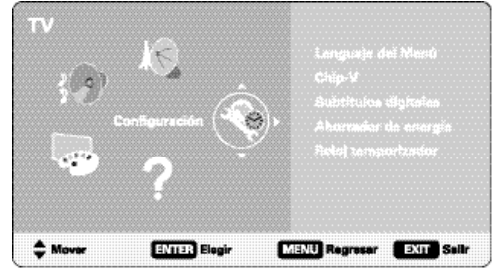 TV
Configuración
Lenguaje del Menú
Chip-V
Subtítulos digitales
Ahorrador de energía
Reloj temporizador
Mover ENTER Elegir MENU Regresar EXIT Salir